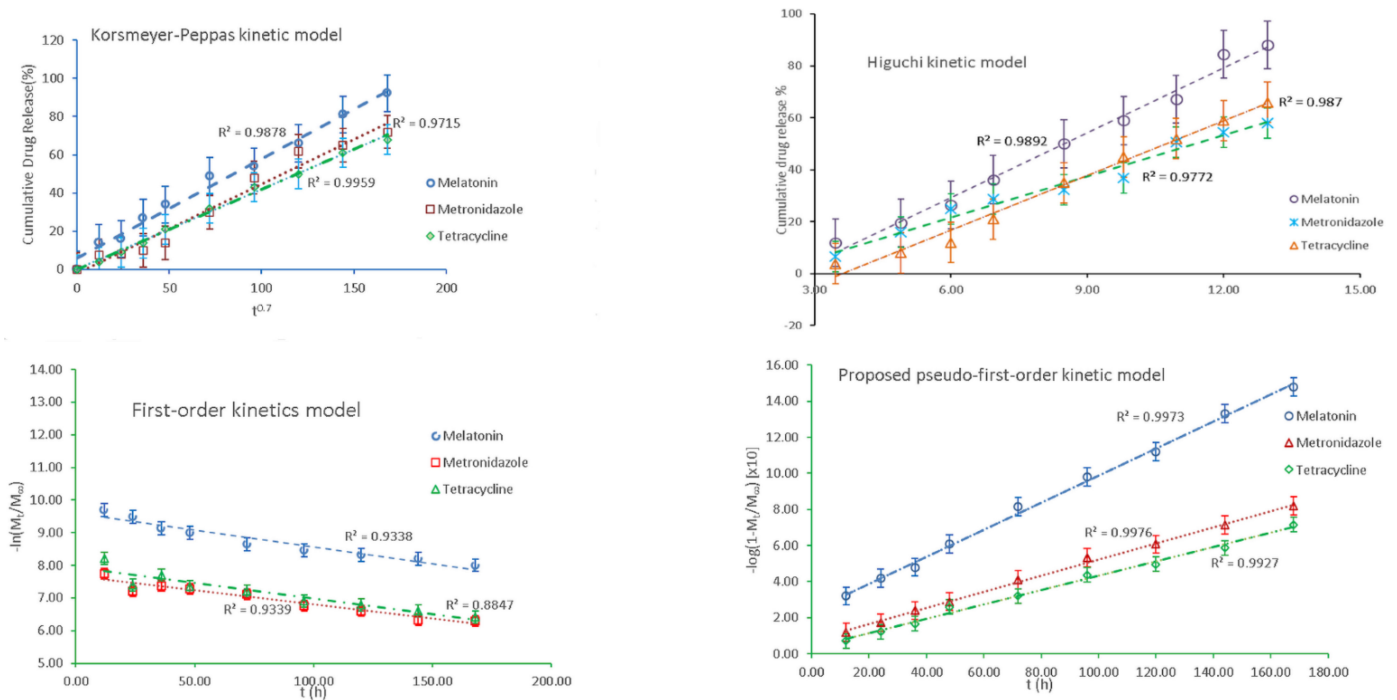 Korsmeyer-Peppas kinetic model
Cumulative Drug Release(%)
120
100
80
60
40
20
0
0
50
100
150
200
t^0.7
R² = 0.9878
R² = 0.9715
R² = 0.9959
Melatonin
Metronidazole
Tetracycline
Higuchi kinetic model
Cumulative drug release %
100
80
60
40
20
0
-20
3.00
6.00
9.00
12.00
15.00
R² = 0.9892
R² = 0.987
R² = 0.9772
Melatonin
Metronidazole
Tetracycline
First-order kinetics model
-ln(Mt/M∞)
14.00
13.00
12.00
11.00
10.00
9.00
8.00
7.00
6.00
5.00
0.00
50.00
100.00
150.00
200.00
t (h)
R² = 0.9338
R² = 0.9339
R² = 0.8847
Melatonin
Metronidazole
Tetracycline
Proposed pseudo-first-order kinetic model
-log(1-Mt/M∞) [x10]
16.00
14.00
12.00
10.00
8.00
6.00
4.00
2.00
0.00
0.00
20.00
40.00
60.00
80.00
100.00
120.00
140.00
160.00
180.00
t (h)
R² = 0.9973
R² = 0.9976
R² = 0.9927
Melatonin
Metronidazole
Tetracycline